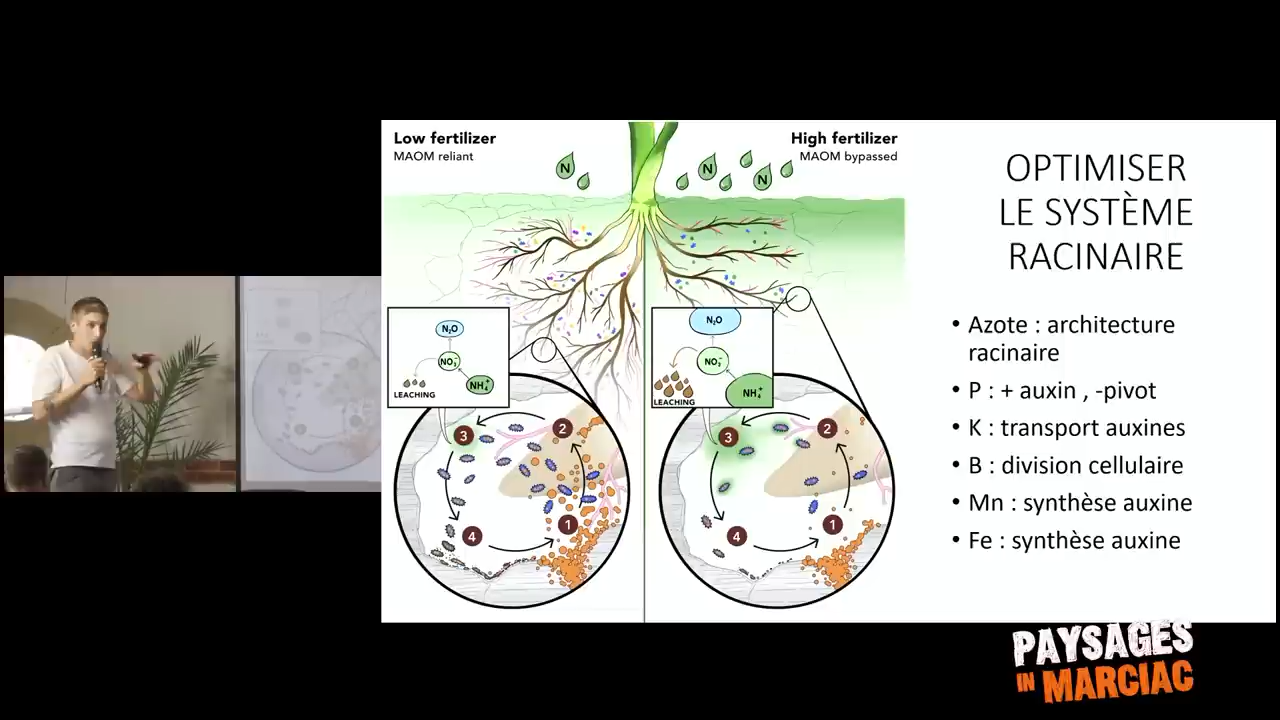 Low fertilizer
MAOM reliant
High fertilizer
MAOM bypassed
N
N
N
N₂O
NO₃⁻
NH₄⁺
LEACHING
N₂O
NO₃⁻
NH₄⁺
LEACHING
3
2
1
4
3
2
1
4
OPTIMISER
LE SYSTÈME
RACINAIRE
• Azote : architecture
racinaire
• P : + auxin , -pivot
• K : transport auxines
• B : division cellulaire
• Mn : synthèse auxine
• Fe : synthèse auxine
PAYSAGES
IN MARCIAC